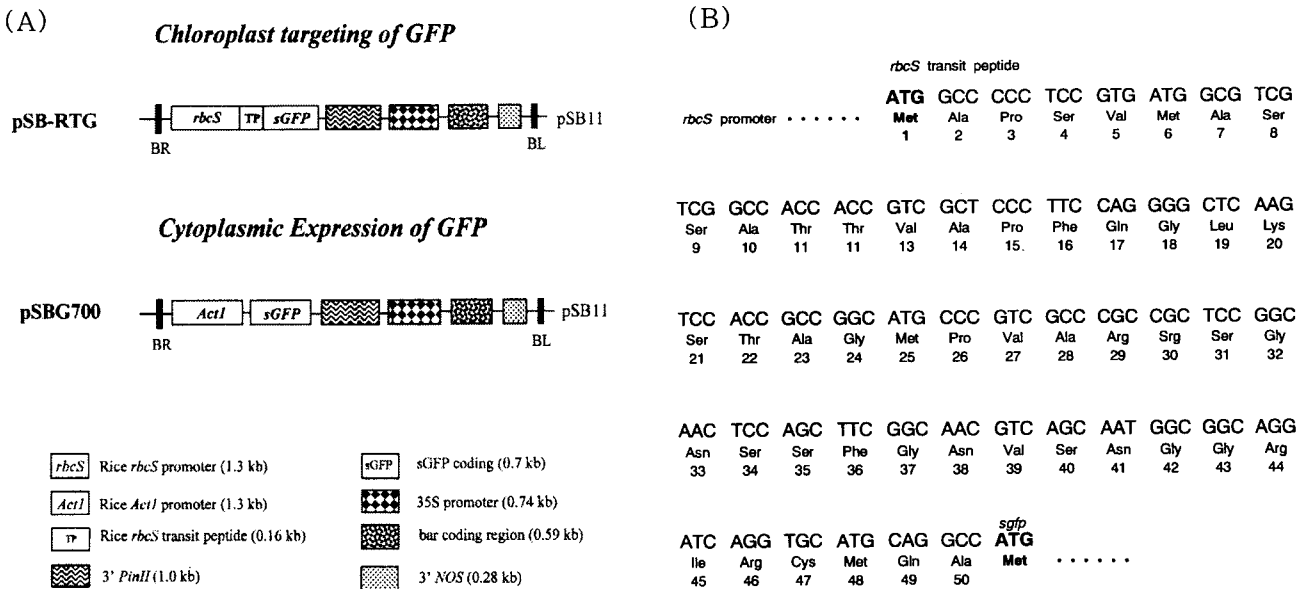 (A)
Chloroplast targeting of GFP
pSB-RTG
rbcS TP sGFP
pSB11
BR BL
Cytoplasmic Expression of GFP
pSBG700
Act1 sGFP
pSB11
BR BL
rbcS Rice rbcS promoter (1.3 kb)
Act1 Rice Act1 promoter (1.3 kb)
TP Rice rbcS transit peptide (0.16 kb)
3' PinII (1.0 kb)
sGFP sGFP coding (0.7 kb)
35S promoter (0.74 kb)
bar coding region (0.59 kb)
3' NOS (0.28 kb)
(B)
rbcS transit peptide
ATG GCC CCC TCC GTG ATG GCG TCG
rbcS promoter · · · · · · Met Ala Pro Ser Val Met Ala Ser
1 2 3 4 5 6 7 8
TCG GCC ACC ACC GTC GCT CCC TTC CAG GGG CTC AAG
Ser Ala Thr Thr Val Ala Pro Phe Gln Gly Leu Lys
9 10 11 11 13 14 15. 16 17 18 19 20
TCC ACC GCC GGC ATG CCC GTC GCC CGC CGC TCC GGC
Ser Thr Ala Gly Met Pro Val Ala Arg Srg Ser Gly
21 22 23 24 25 26 27 28 29 30 31 32
AAC TCC AGC TTC GGC AAC GTC AGC AAT GGC GGC AGG
Asn Ser Ser Phe Gly Asn Val Ser Asn Gly Gly Arg
33 34 35 36 37 38 39 40 41 42 43 44
sgfp
ATC AGG TGC ATG CAG GCC ATG
Ile Arg Cys Met Gln Ala Met · · · · · ·
45 46 47 48 49 50